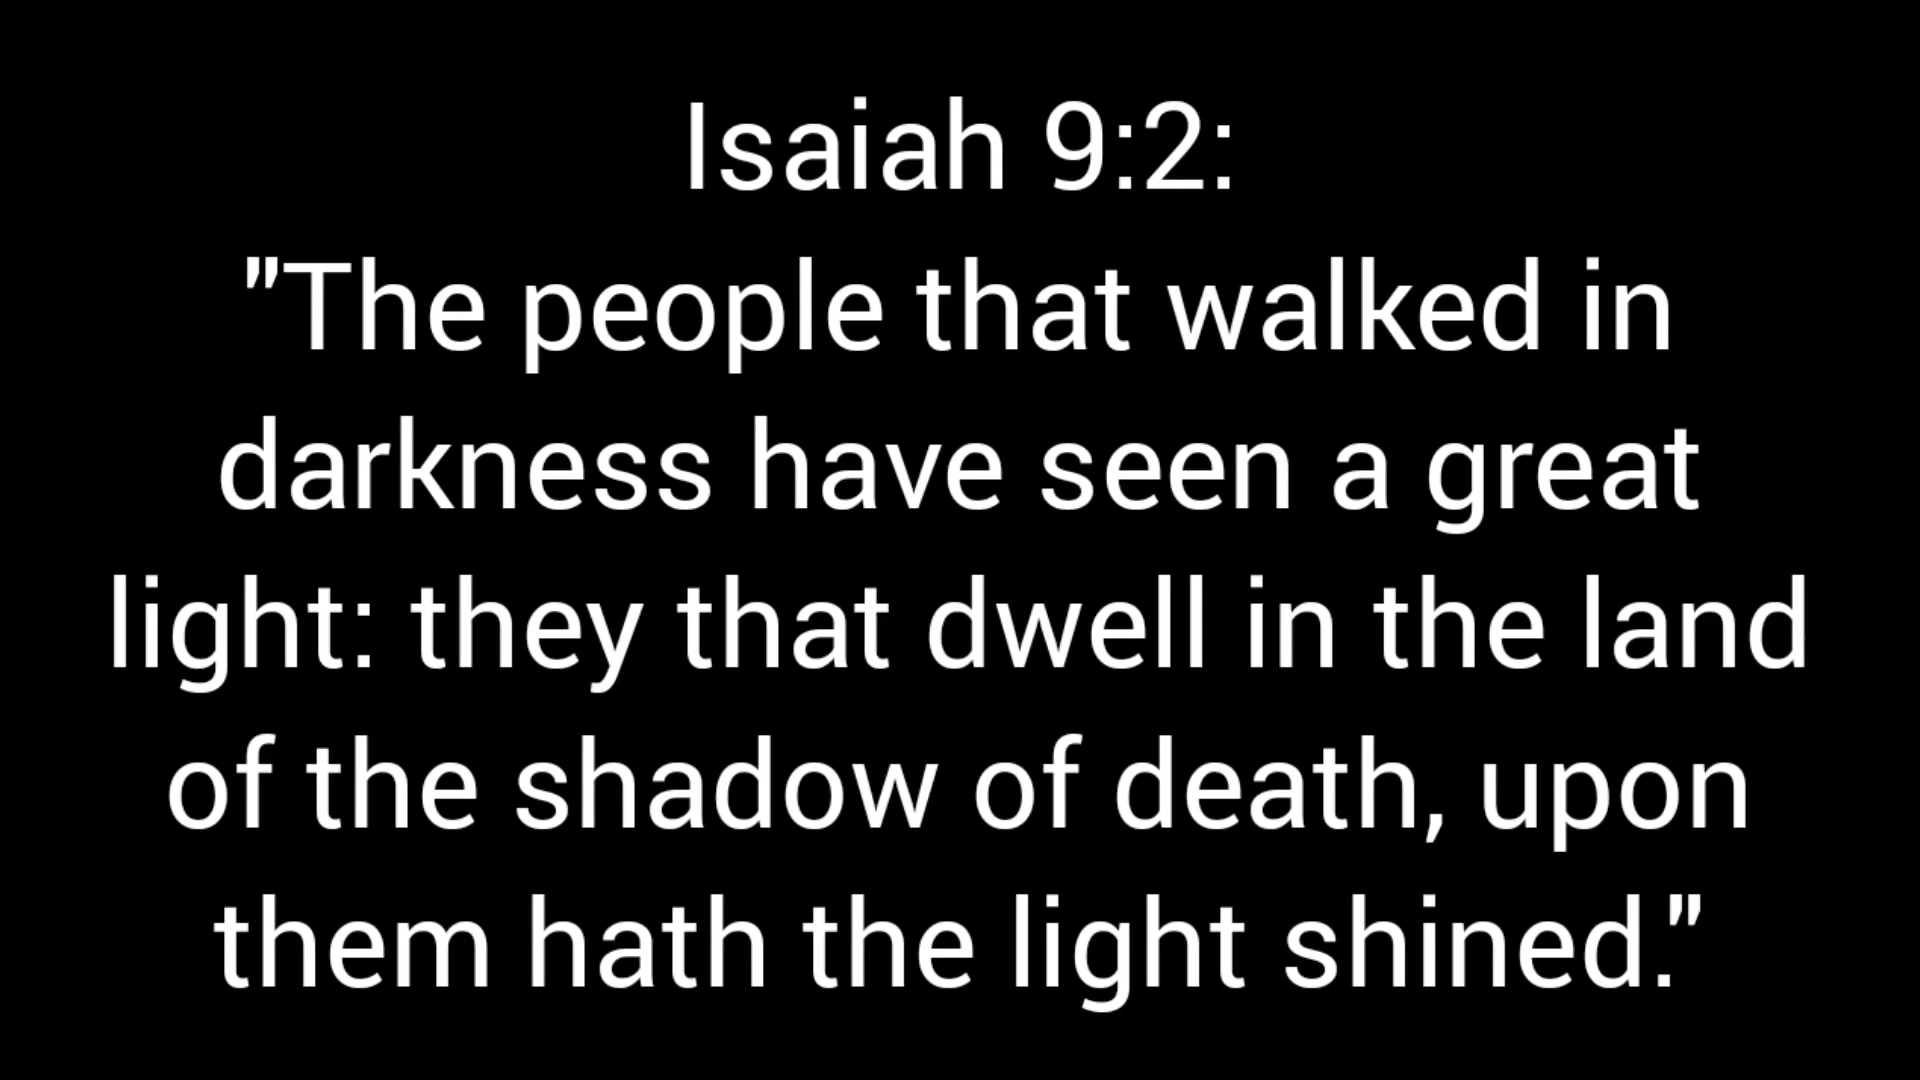 Isaiah 9:2:
"The people that walked in
darkness have seen a great
light: they that dwell in the land
of the shadow of death, upon
them hath the light shined."